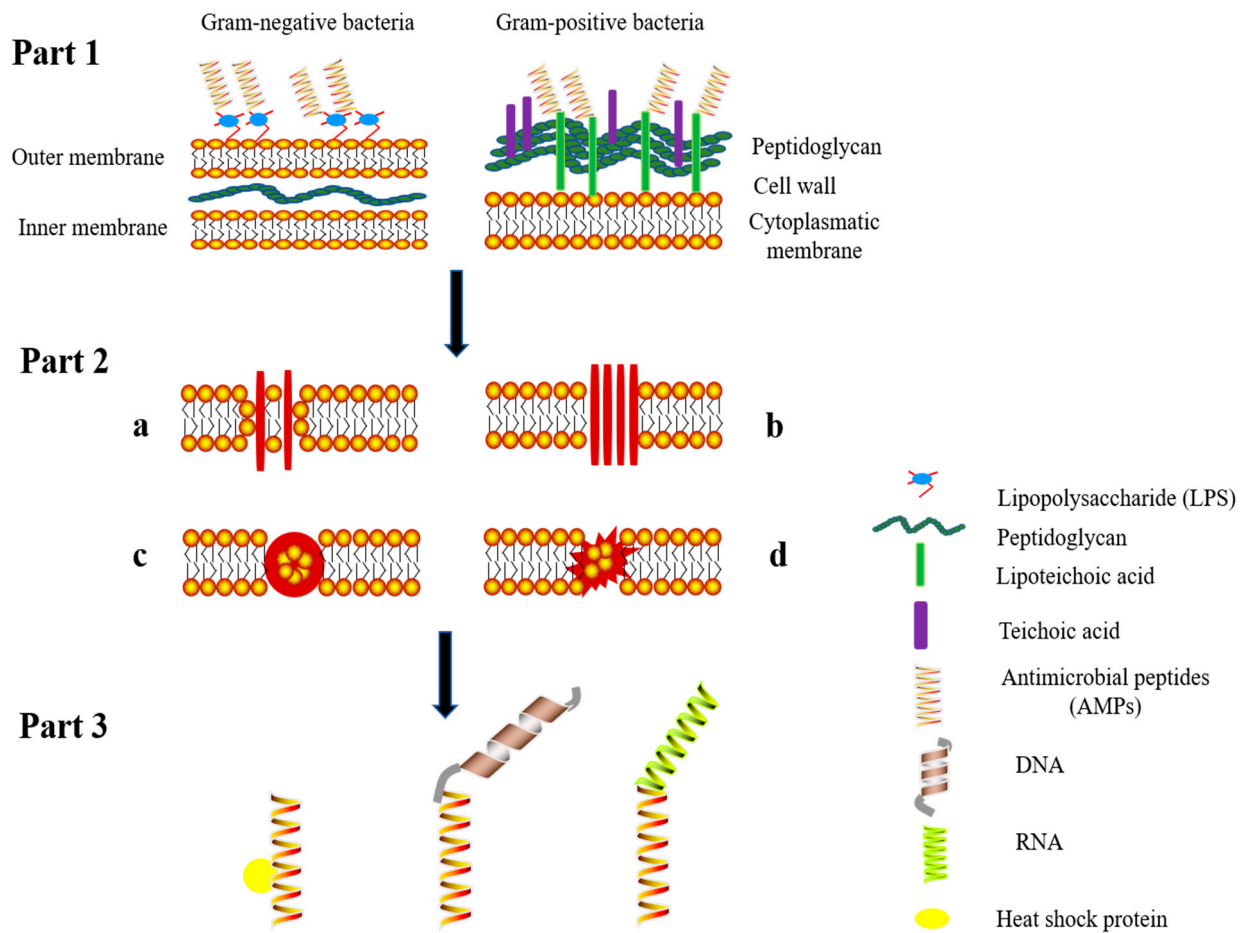 Gram-negative bacteria
Gram-positive bacteria
Part 1
Outer membrane
Inner membrane
Peptidoglycan
Cell wall
Cytoplasmatic
membrane
Part 2
a
b
c
d
Part 3
Lipopolysaccharide (LPS)
Peptidoglycan
Lipoteichoic acid
Teichoic acid
Antimicrobial peptides
(AMPs)
DNA
RNA
Heat shock protein